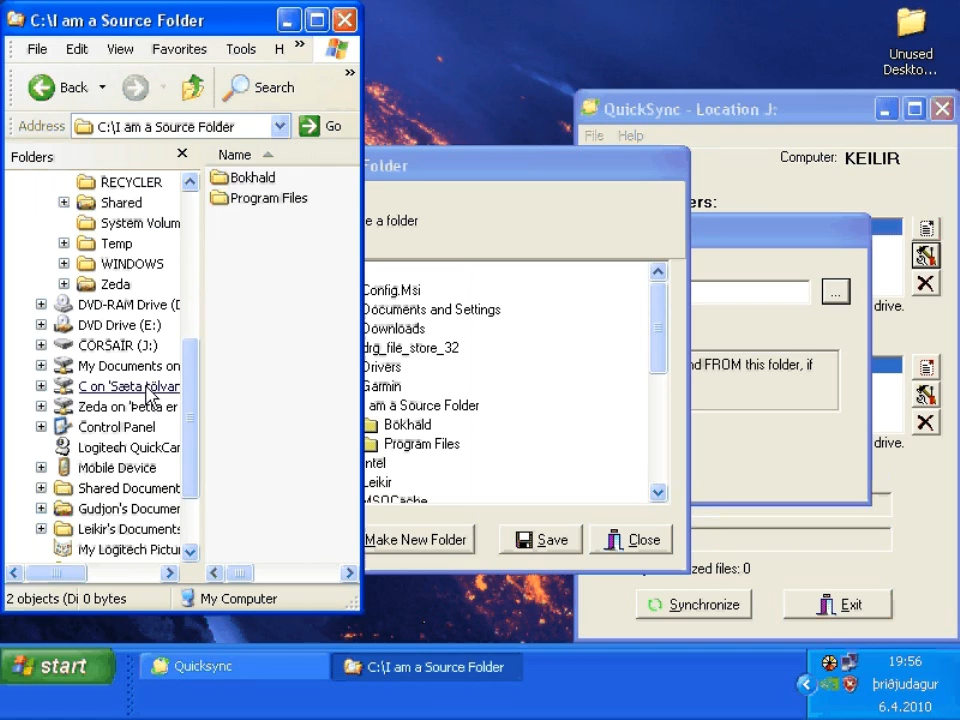 C:\I am a Source Folder
File Edit View Favorites Tools H »
Back Search »
Address C:\I am a Source Folder Go
Folders
Name
RECYCLER
Shared
System Volum
Temp
WINDOWS
Zeda
DVD-RAM Drive (D
DVD Drive (E:)
CORSAIR (J:)
My Documents on
C on 'Sæta tölvar
Zeda on 'Þetta er
Control Panel
Logitech QuickCar
Mobile Device
Shared Document
Gudjon's Documer
Leikir's Documents
My Logitech Pictur
Bokhald
Program Files
2 objects (Di 0 bytes
My Computer
Folder
e a folder
Config.Msi
Documents and Settings
Downloads
drg_file_store_32
Drivers
Garmin
am a Source Folder
Bokhald
Program Files
Intel
Leikir
MSOCache
Make New Folder
Save
Close
Unused
Deskto...
QuickSync - Location J:
File Help
Computer: KEILIR
ers:
...
drive.
nd FROM this folder, if
drive.
zed files: 0
Synchronize
Exit
start
Quicksync
C:\I am a Source Folder
19:56
þriðjudagur
6.4.2010